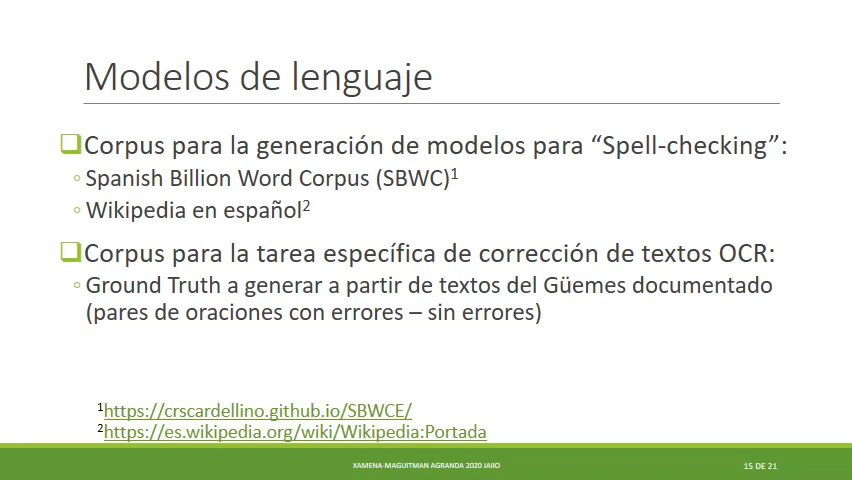 Modelos de lenguaje
❑Corpus para la generación de modelos para “Spell-checking”:
◦Spanish Billion Word Corpus (SBWC)¹
◦Wikipedia en español²
❑Corpus para la tarea específica de corrección de textos OCR:
◦Ground Truth a generar a partir de textos del Güemes documentado
(pares de oraciones con errores – sin errores)
¹https://crscardellino.github.io/SBWCE/
²https://es.wikipedia.org/wiki/Wikipedia:Portada
XAMENA-MAGUITMAN AGRANDA 2020 JAIIO
15 DE 21